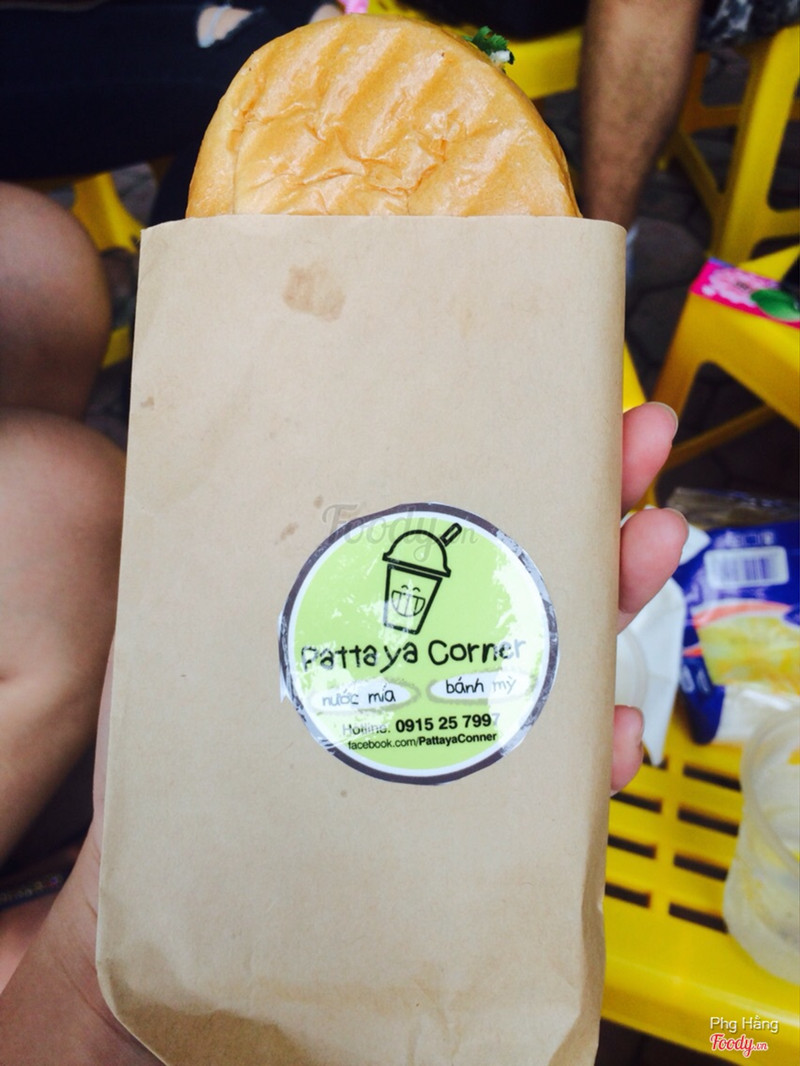 Foody.vn
Pattaya Corner
nước mía bánh mỳ
Hotline: 0915 25 7997
facebook.com/PattayaConner
Phg Hằng
Foody.vn